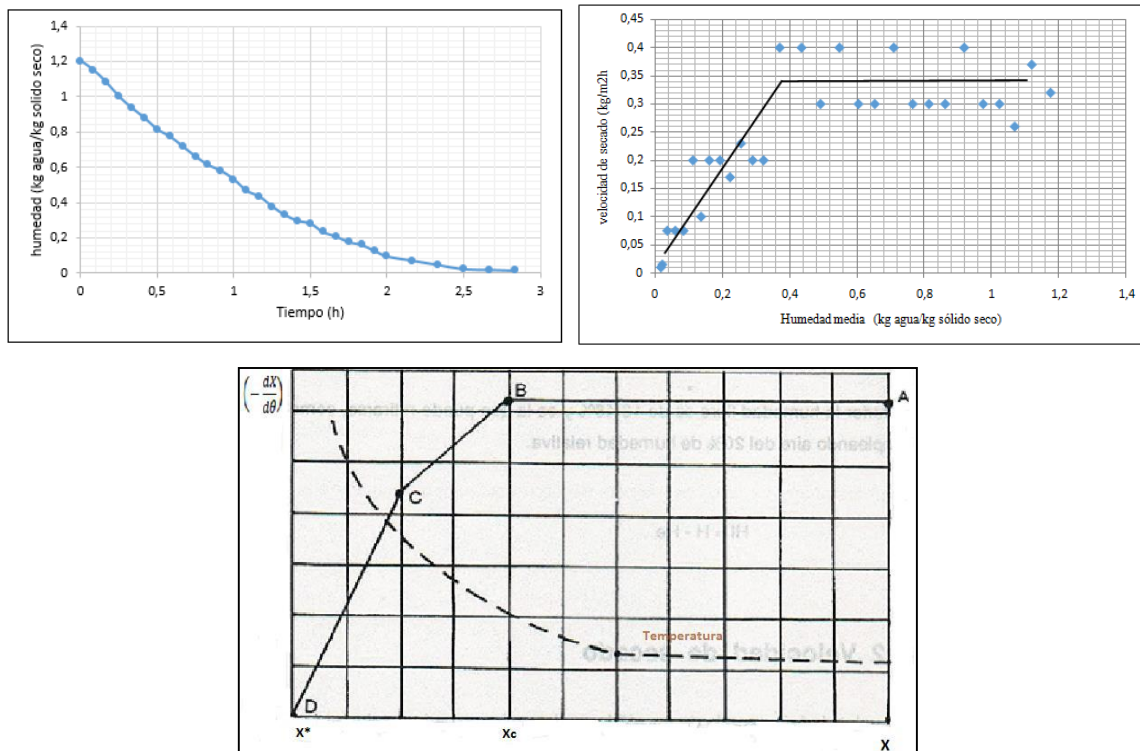 1,4
1,2
1
0,8
0,6
0,4
0,2
0
humedad (kg agua/kg solido seco)
0 0,5 1 1,5 2 2,5 3
Tiempo (h)
0,45
0,4
0,35
0,3
0,25
0,2
0,15
0,1
0,05
0
velocidad de secado (kg/m2h)
0 0,2 0,4 0,6 0,8 1 1,2 1,4
Humedad media (kg agua/kg sólido seco)
(-dX/dθ)
B
A
C
Temperatura
D
X* Xc X